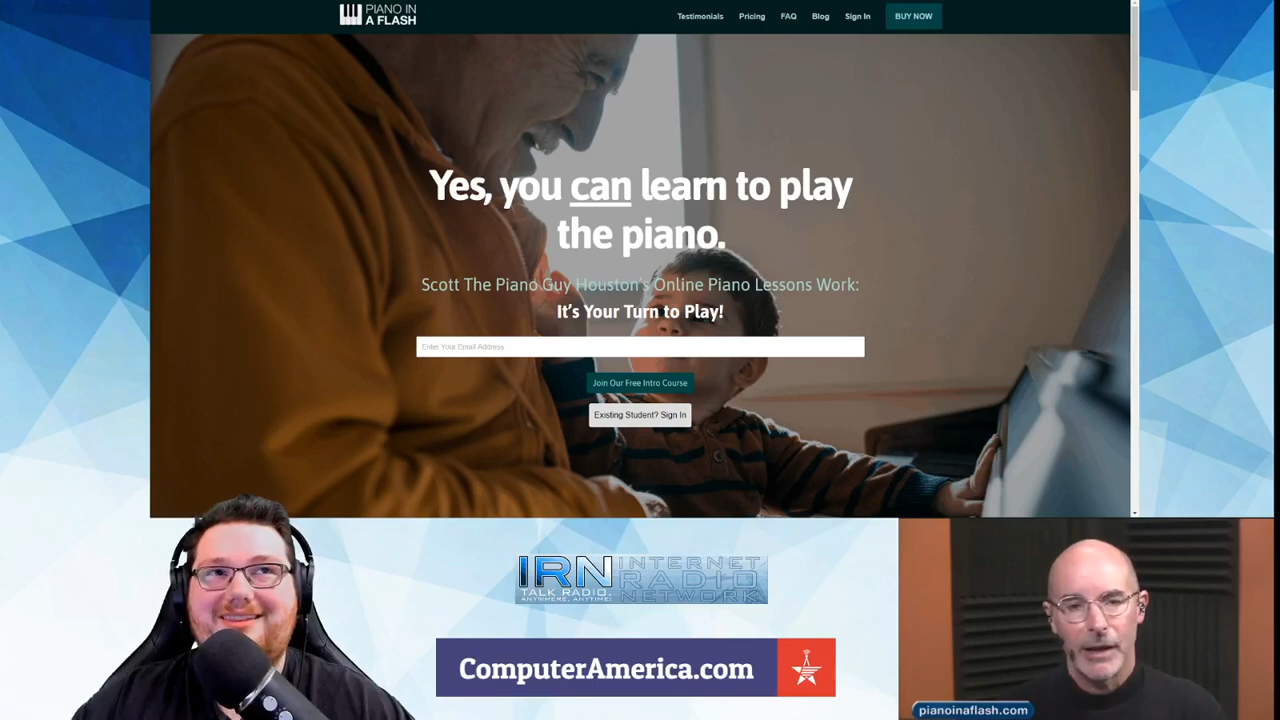 PIANO IN
A FLASH
Testimonials Pricing FAQ Blog Sign In BUY NOW
Yes, you can learn to play
the piano.
Scott The Piano Guy Houston's Online Piano Lessons Work:
It's Your Turn to Play!
Enter Your Email Address
Join Our Free Intro Course
Existing Student? Sign In
IRN INTERNET
RADIO
NETWORK
TALK RADIO.
ANYWHERE, ANYTIME!
ComputerAmerica.com
pianoinaflash.com